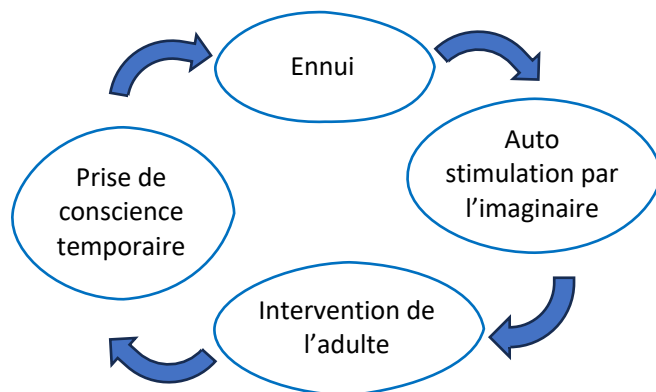 Ennui
Auto
stimulation par
l’imaginaire
Intervention de
l’adulte
Prise de
conscience
temporaire